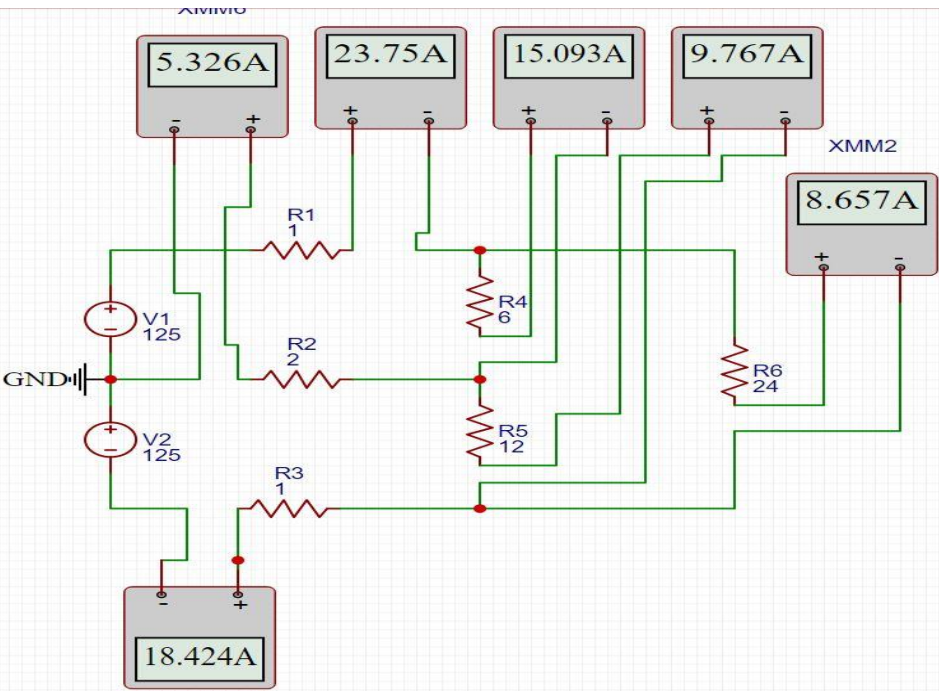 XMM6
5.326A
23.75A
15.093A
9.767A
XMM2
8.657A
R1
1
R4
6
V1
125
R2
2
GND
R6
24
V2
125
R5
12
R3
1
18.424A